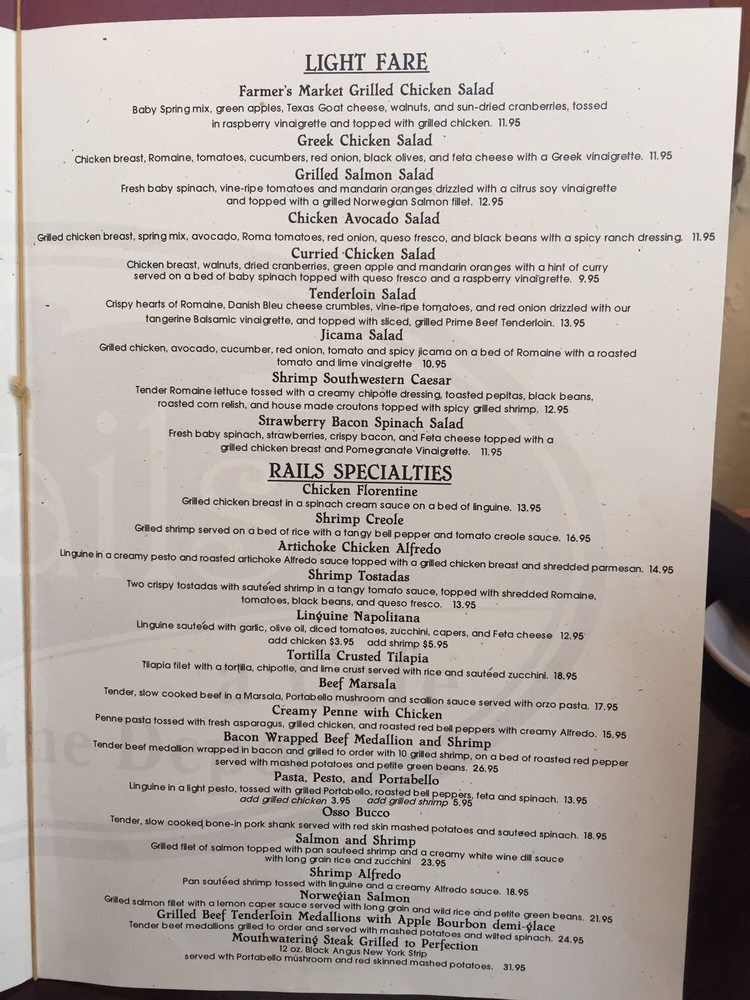 LIGHT FARE
Farmer's Market Grilled Chicken Salad
Baby Spring mix, green apples, Texas Goat cheese, walnuts, and sun-dried cranberries, tossed
in raspberry vinaigrette and topped with grilled chicken. 11.95
Greek Chicken Salad
Chicken breast, Romaine, tomatoes, cucumbers, red onion, black olives, and feta cheese with a Greek vinaigrette. 11.95
Grilled Salmon Salad
Fresh baby spinach, vine-ripe tomatoes and mandarin oranges drizzled with a citrus soy vinaigrette
and topped with a grilled Norwegian Salmon fillet. 12.95
Chicken Avocado Salad
Grilled chicken breast, spring mix, avocado, Roma tomatoes, red onion, queso fresco, and black beans with a spicy ranch dressing. 11.95
Curried Chicken Salad
Chicken breast, walnuts, dried cranberries, green apple and mandarin oranges with a hint of curry
served on a bed of baby spinach topped with queso fresco and a raspberry vinaigrette. 9.95
Tenderloin Salad
Crispy hearts of Romaine, Danish Bleu cheese crumbles, vine-ripe tomatoes, and red onion drizzled with our
tangerine Balsamic vinaigrette, and topped with sliced, grilled Prime Beef Tenderloin. 13.95
Jicama Salad
Grilled chicken, avocado, cucumber, red onion, tomato and spicy jicama on a bed of Romaine with a roasted
tomato and lime vinaigrette 10.95
Shrimp Southwestern Caesar
Tender Romaine lettuce tossed with a creamy chipotle dressing, toasted pepitas, black beans,
roasted corn relish, and house made croutons topped with spicy grilled shrimp. 12.95
Strawberry Bacon Spinach Salad
Fresh baby spinach, strawberries, crispy bacon, and Feta cheese topped with a
grilled chicken breast and Pomegranate Vinaigrette. 11.95
RAILS SPECIALTIES
Chicken Florentine
Grilled chicken breast in a spinach cream sauce on a bed of linguine. 13.95
Shrimp Creole
Grilled shrimp served on a bed of rice with a tangy bell pepper and tomato creole sauce. 16.95
Artichoke Chicken Alfredo
Linguine in a creamy pesto and roasted artichoke Alfredo sauce topped with a grilled chicken breast and shredded parmesan. 14.95
Shrimp Tostadas
Two crispy tostadas with sauteéd shrimp in a tangy tomato sauce, topped with shredded Romaine,
tomatoes, black beans, and queso fresco. 13.95
Linguine Napolitana
Linguine sauteéd with garlic, olive oil, diced tomatoes, zucchini, capers, and Feta cheese 12.95
add chicken $3.95 add shrimp $5.95
Tortilla Crusted Tilapia
Tilapia filet with a tortilla, chipotle, and lime crust served with rice and sautéed zucchini. 18.95
Beef Marsala
Tender, slow cooked beef in a Marsala, Portabello mushroom and scallion sauce served with orzo pasta. 17.95
Creamy Penne with Chicken
Penne pasta tossed with fresh asparagus, grilled chicken, and roasted red bell peppers with creamy Alfredo. 15.95
Bacon Wrapped Beef Medallion and Shrimp
Tender beef medallion wrapped in bacon and grilled to order with 10 grilled shrimp, on a bed of roasted red pepper
served with mashed potatoes and petite green beans. 26.95
Pasta, Pesto, and Portabello
Linguine in a light pesto, tossed with grilled Portabello, roasted bell peppers, feta and spinach. 13.95
add grilled chicken 3.95 add grilled shrimp 5.95
Osso Bucco
Tender, slow cooked bone-in pork shank served with red skin mashed potatoes and sauteed spinach. 18.95
Salmon and Shrimp
Grilled filet of salmon topped with pan sauteed shrimp and a creamy white wine dill sauce
with long grain rice and zucchini 23.95
Shrimp Alfredo
Pan sautéed shrimp tossed with linguine and a creamy Alfredo sauce. 18.95
Norwegian Salmon
Grilled salmon fillet with a lemon caper sauce served with long grain and wild rice and petite green beans. 21.95
Grilled Beef Tenderloin Medallions with Apple Bourbon demi-glace
Tender beef medallions grilled to order and served with mashed potatoes and wilted spinach. 24.95
Mouthwatering Steak Grilled to Perfection
12 oz. Black Angus New York Strip
served wth Portabello mushroom and red skinned mashed potatoes. 31.95